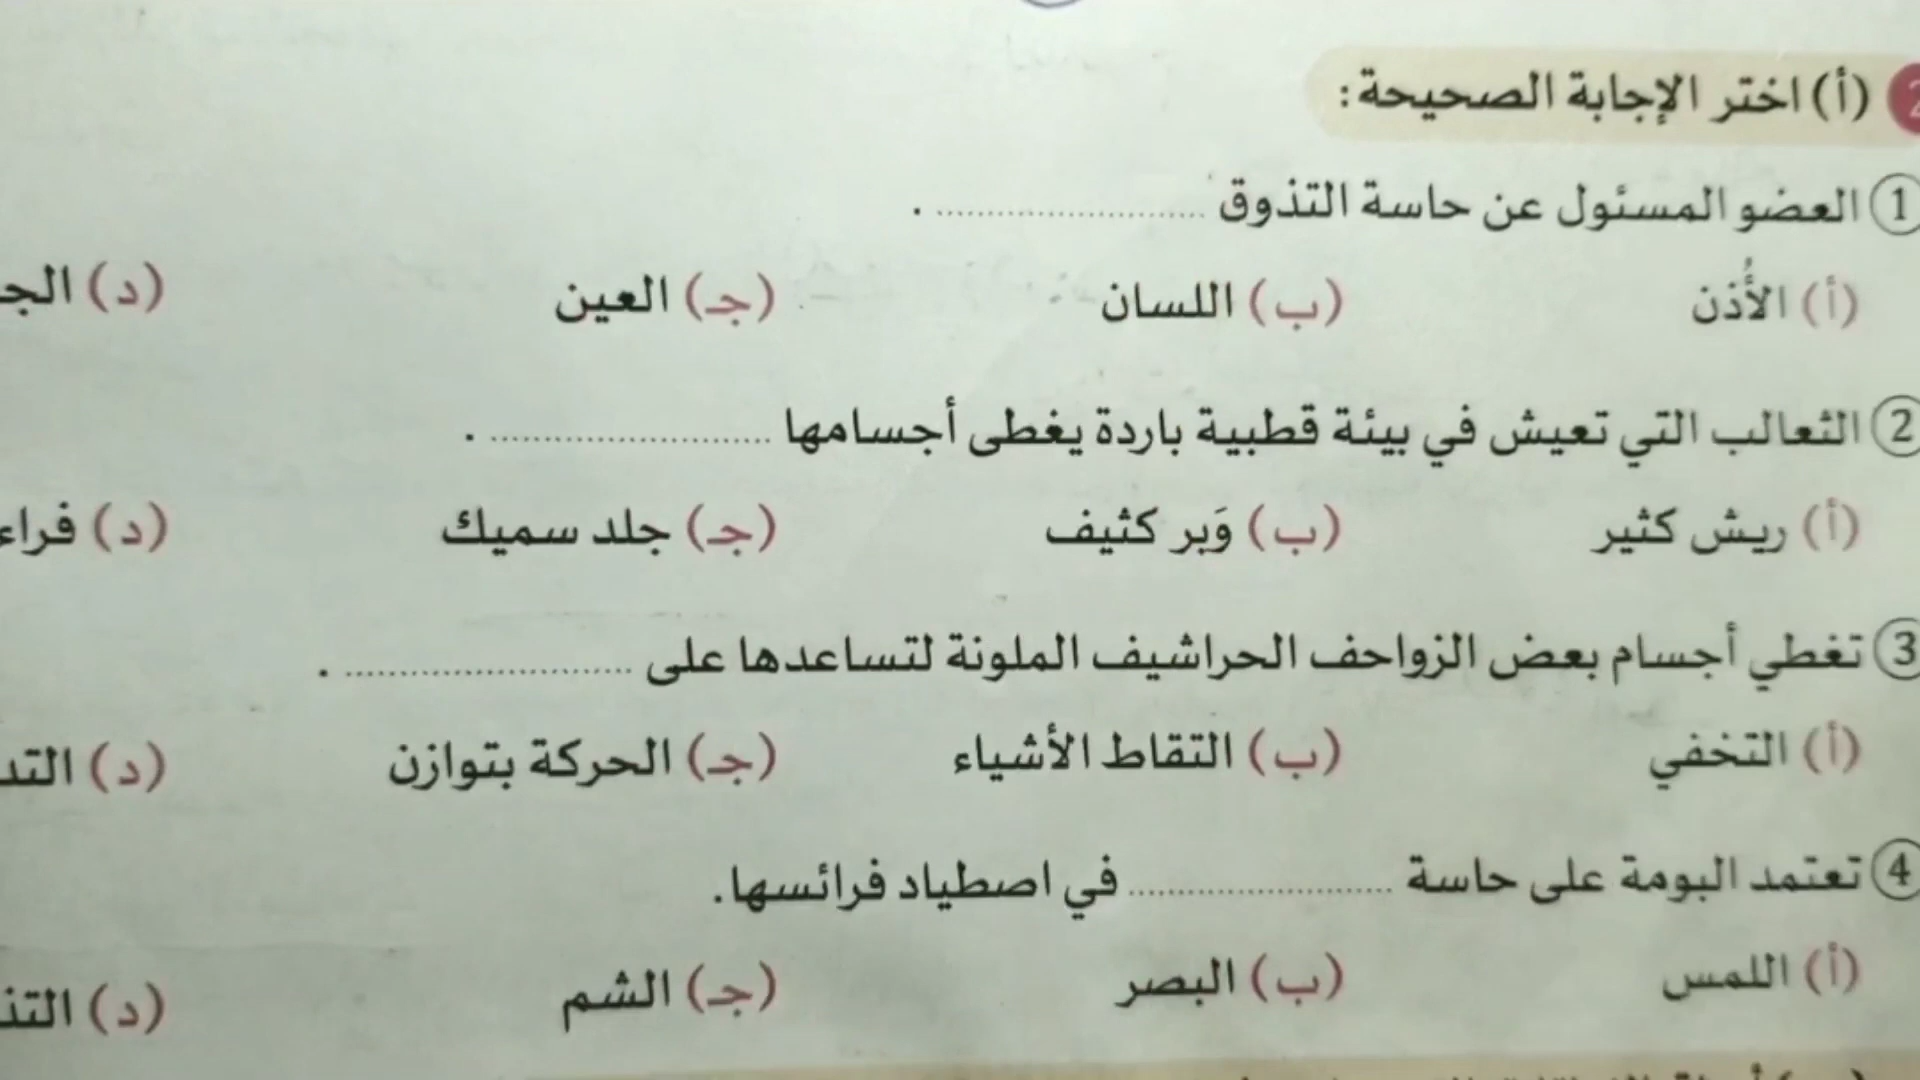 2 (أ) اختر الإجابة الصحيحة:
1 العضو المسئول عن حاسة التذوق .................... .
(أ) الأُذن (ب) اللسان (جـ) العين (د)
2 الثعالب التي تعيش في بيئة قطبية باردة يغطى أجسامها .................... .
(أ) ريش كثير (ب) وَبر كثيف (جـ) جلد سميك (د) فراء
3 تغطي أجسام بعض الزواحف الحراشيف الملونة لتساعدها على .................... .
(أ) التخفي (ب) التقاط الأشياء (جـ) الحركة بتوازن (د)
4 تعتمد البومة على حاسة .................... في اصطياد فرائسها.
(أ) اللمس (ب) البصر (جـ) الشم (د)